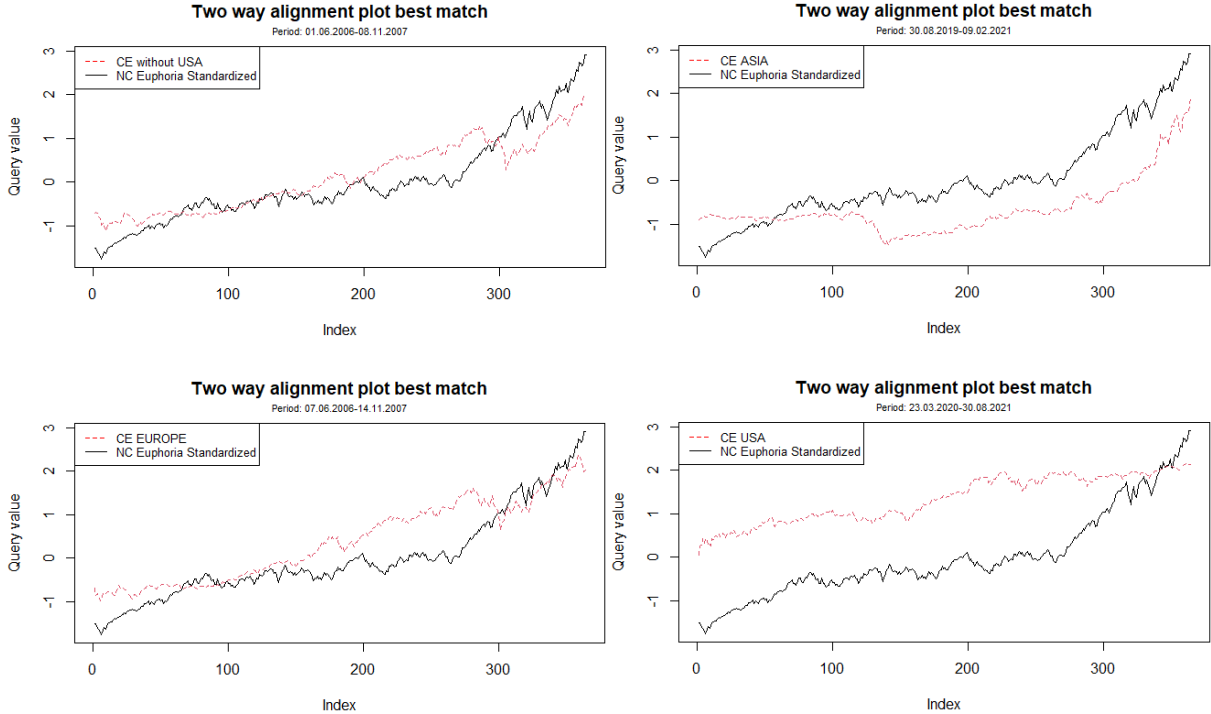 Two way alignment plot best match
Period: 01.06.2006-08.11.2007
CE without USA
NC Euphoria Standardized
3
2
1
0
-1
Query value
0 100 200 300
Index
Two way alignment plot best match
Period: 30.08.2019-09.02.2021
CE ASIA
NC Euphoria Standardized
3
2
1
0
-1
Query value
0 100 200 300
Index
Two way alignment plot best match
Period: 07.06.2006-14.11.2007
CE EUROPE
NC Euphoria Standardized
3
2
1
0
-1
Query value
0 100 200 300
Index
Two way alignment plot best match
Period: 23.03.2020-30.08.2021
CE USA
NC Euphoria Standardized
3
2
1
0
-1
Query value
0 100 200 300
Index